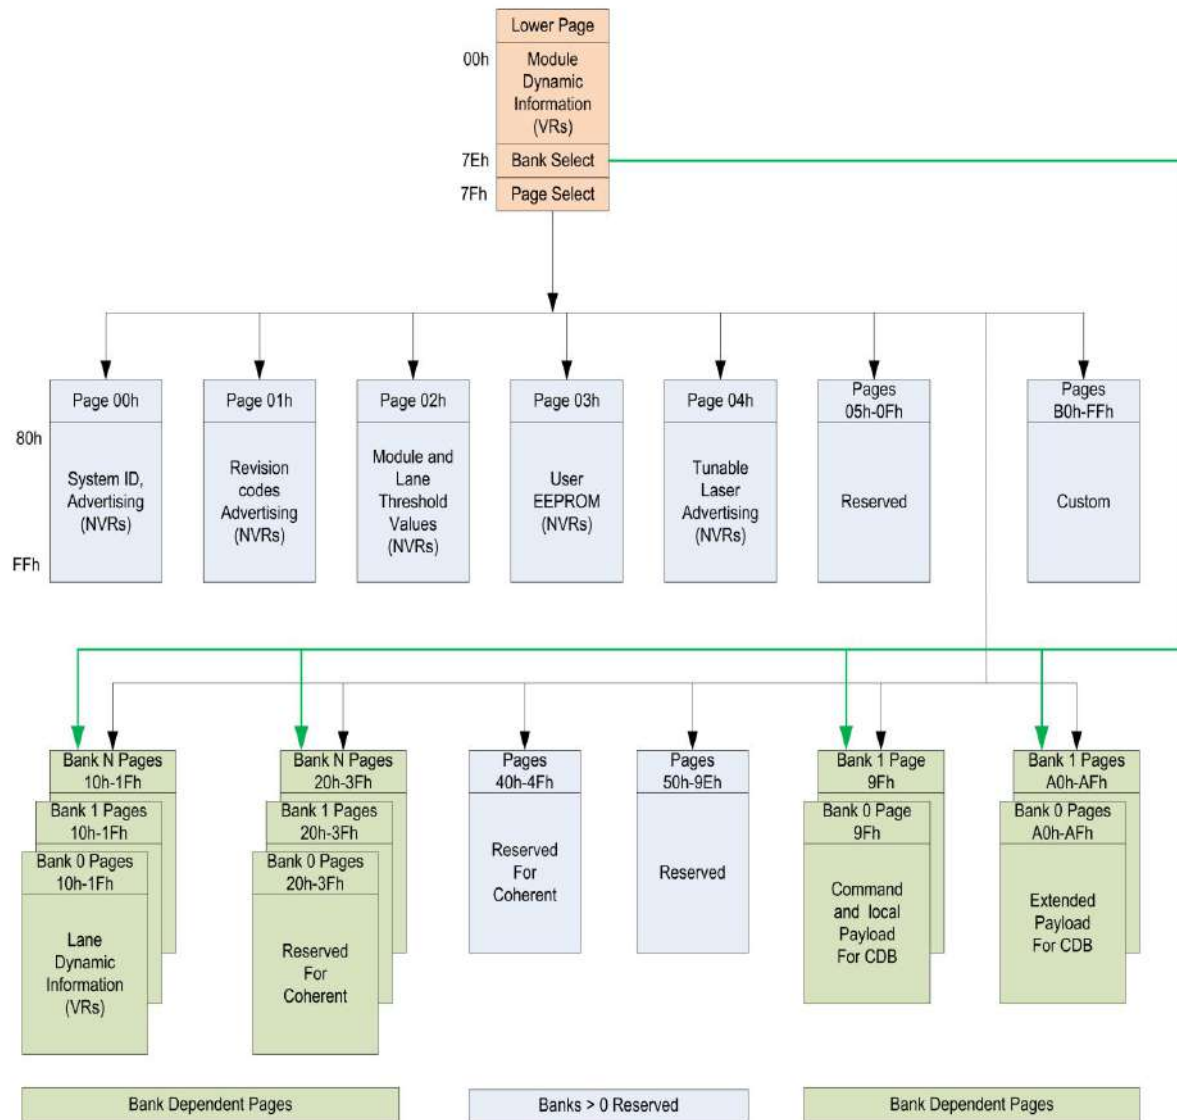 Lower Page
00h
Module
Dynamic
Information
(VRs)
7Eh
Bank Select
7Fh
Page Select
Page 00h
80h
System ID,
Advertising
(NVRs)
FFh
Page 01h
Revision
codes
Advertising
(NVRs)
Page 02h
Module and
Lane
Threshold
Values
(NVRs)
Page 03h
User
EEPROM
(NVRs)
Page 04h
Tunable
Laser
Advertising
(NVRs)
Pages
05h-0Fh
Reserved
Pages
B0h-FFh
Custom
Bank N Pages
10h-1Fh
Bank 1 Pages
10h-1Fh
Bank 0 Pages
10h-1Fh
Lane
Dynamic
Information
(VRs)
Bank N Pages
20h-3Fh
Bank 1 Pages
20h-3Fh
Bank 0 Pages
20h-3Fh
Reserved
For
Coherent
Pages
40h-4Fh
Reserved
For
Coherent
Pages
50h-9Eh
Reserved
Bank 1 Page
9Fh
Bank 0 Page
9Fh
Command
and local
Payload
For CDB
Bank 1 Pages
A0h-AFh
Bank 0 Pages
A0h-AFh
Extended
Payload
For CDB
Bank Dependent Pages
Banks > 0 Reserved
Bank Dependent Pages